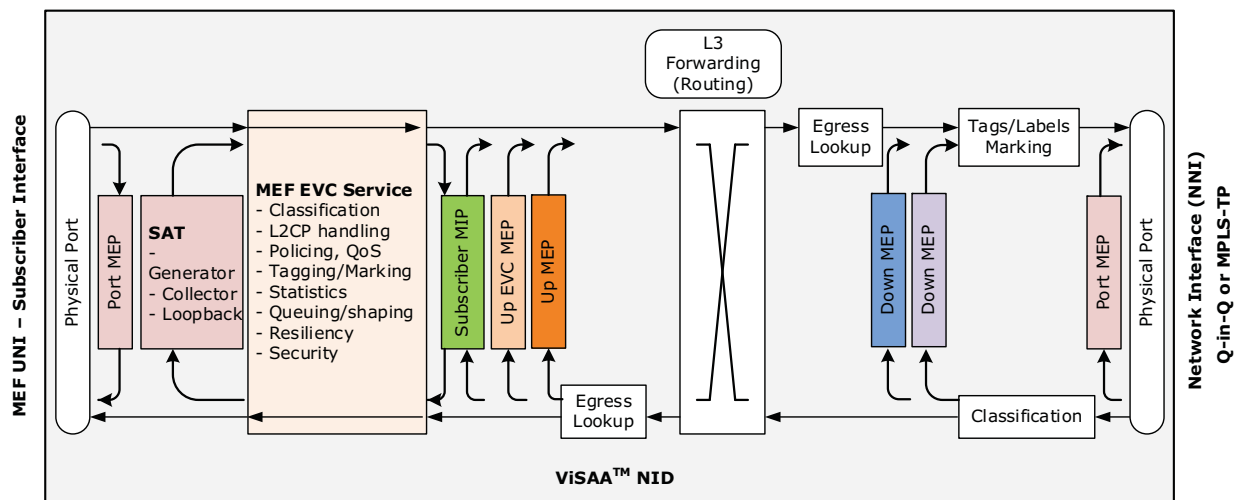 MEF UNI – Subscriber Interface
Physical Port
Port MEP
SAT
-
Generator
- Collector
- Loopback
MEF EVC Service
- Classification
- L2CP handling
- Policing, QoS
- Tagging/Marking
- Statistics
- Queuing/shaping
- Resiliency
- Security
Subscriber MIP
Up EVC MEP
Up MEP
Egress
Lookup
L3
Forwarding
(Routing)
Egress
Lookup
Tags/Labels
Marking
Down MEP
Down MEP
Classification
Port MEP
Physical Port
Network Interface (NNI)
Q-in-Q or MPLS-TP
ViSAA™ NID